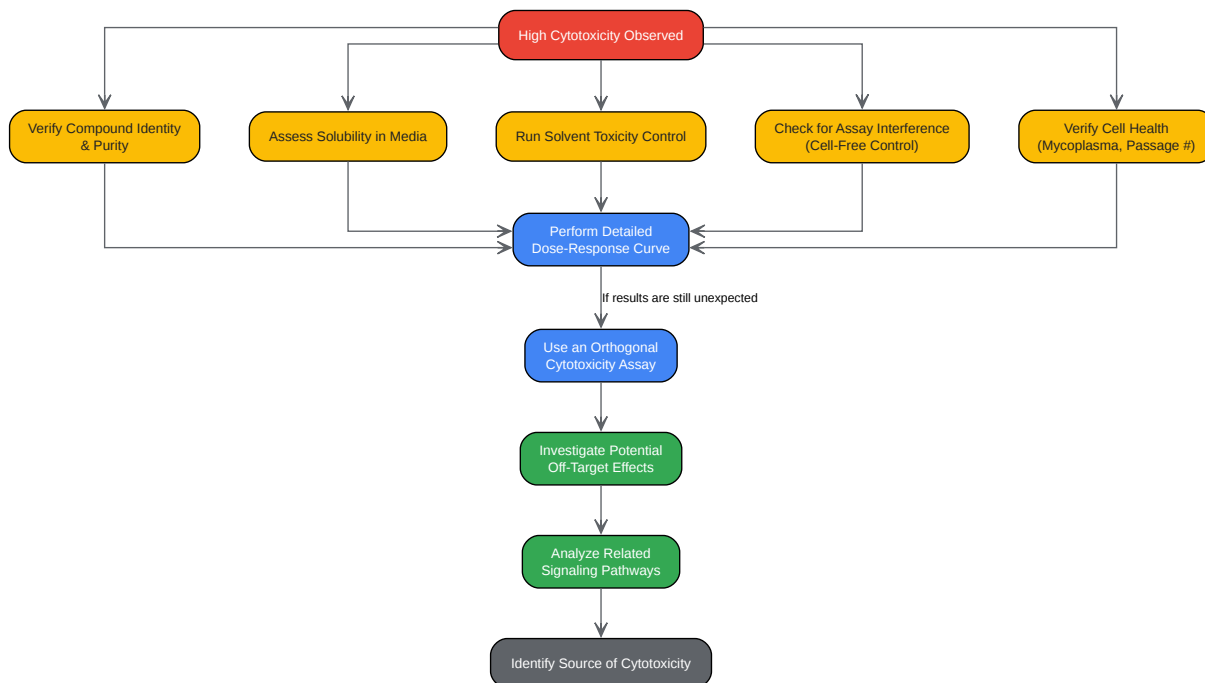 High Cytotoxicity Observed
Verify Compound Identity
& Purity
Assess Solubility in Media
Run Solvent Toxicity Control
Check for Assay Interference
(Cell-Free Control)
Verify Cell Health
(Mycoplasma, Passage #)
Perform Detailed
Dose-Response Curve
If results are still unexpected
Use an Orthogonal
Cytotoxicity Assay
Investigate Potential
Off-Target Effects
Analyze Related
Signaling Pathways
Identify Source of Cytotoxicity